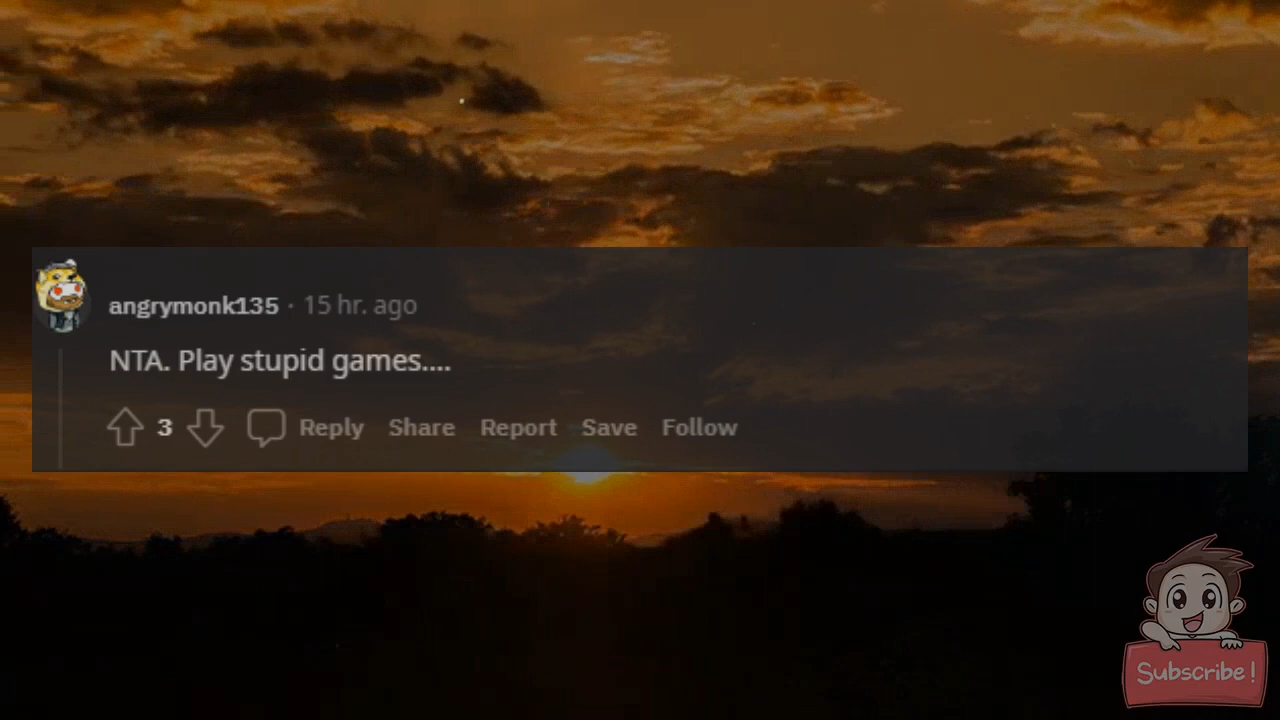 angrymonk135 · 15 hr. ago
NTA. Play stupid games....
3 Reply Share Report Save Follow
Subscribe!